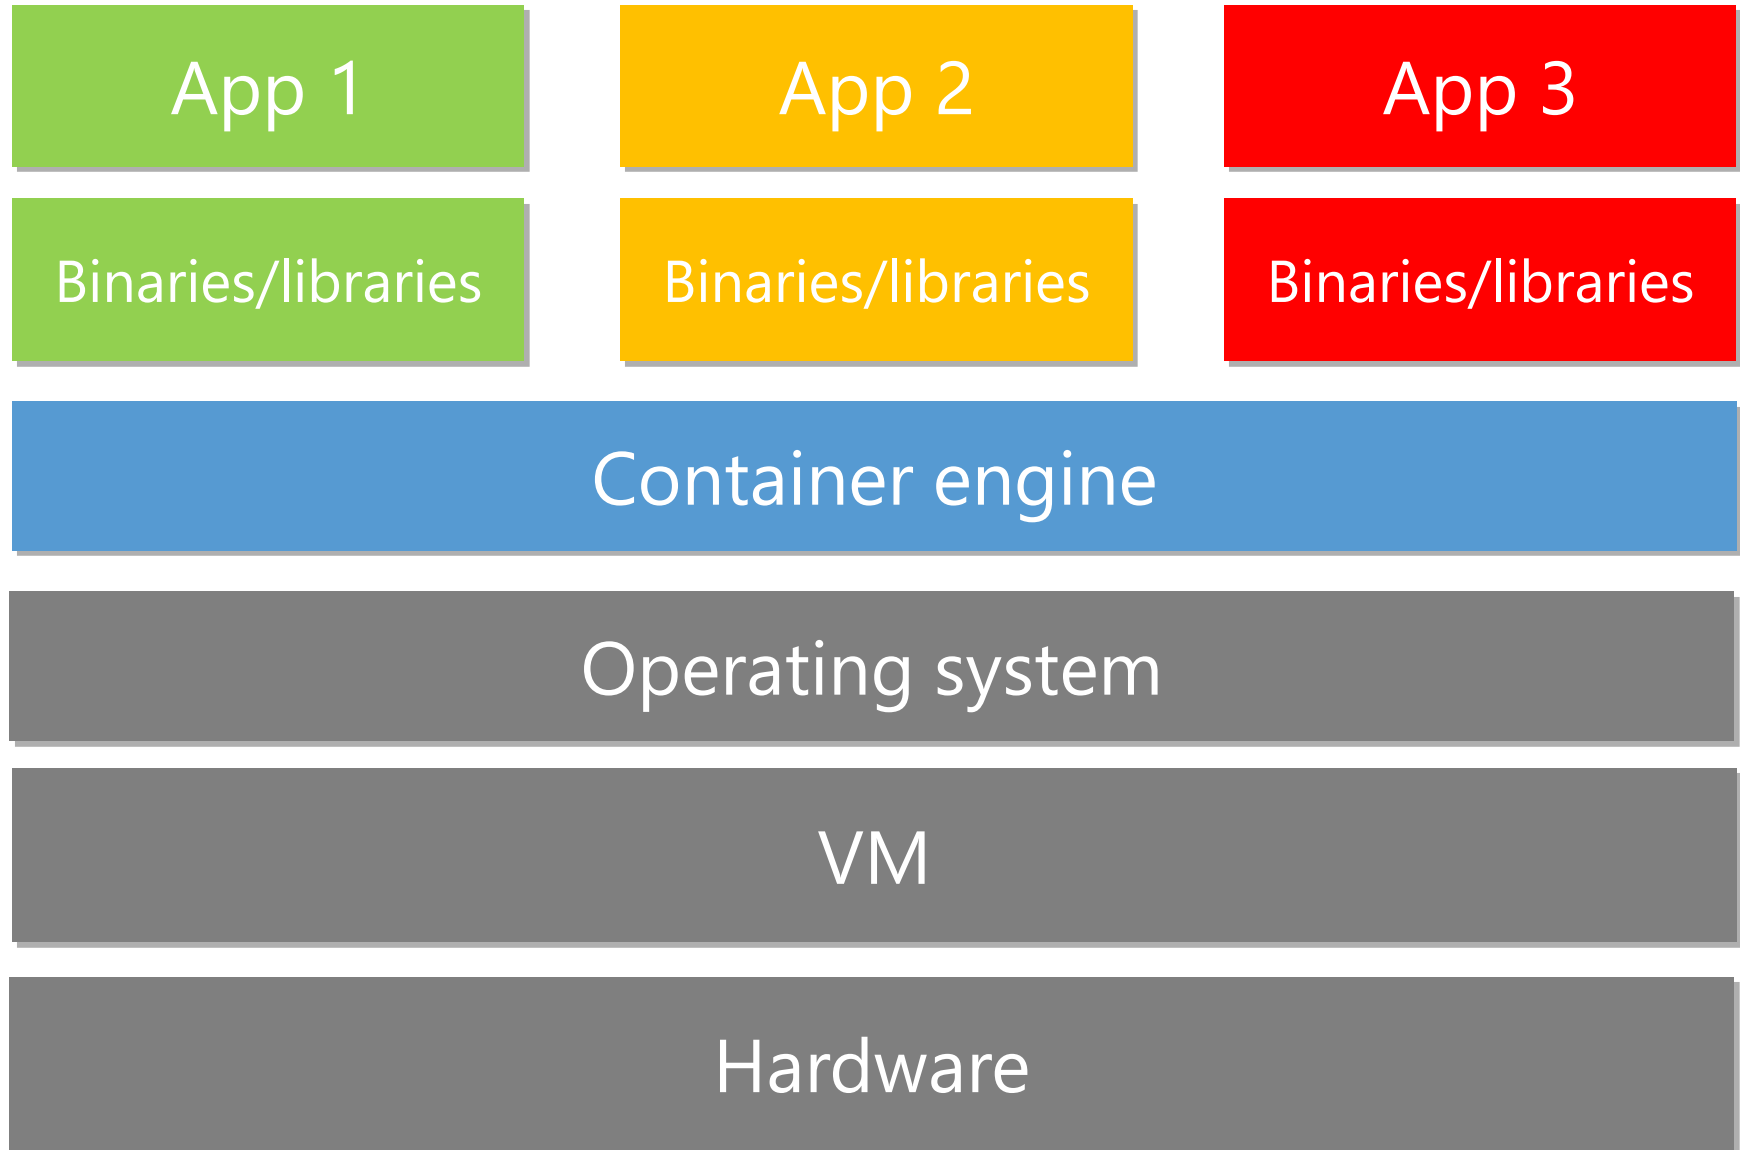 App 1
App 2
App 3
Binaries/libraries
Binaries/libraries
Binaries/libraries
Container engine
Operating system
VM
Hardware